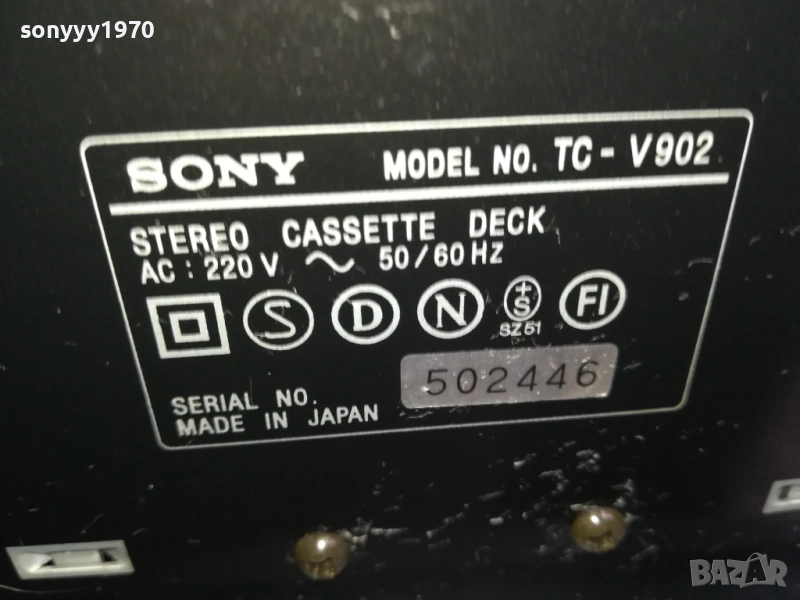 sonyyy1970
SONY MODEL NO. TC - V902
STEREO CASSETTE DECK
AC : 220 V ~ 50/60 HZ
S D N +S FI
SZ51
SERIAL NO. 502446
MADE IN JAPAN
BAZAR